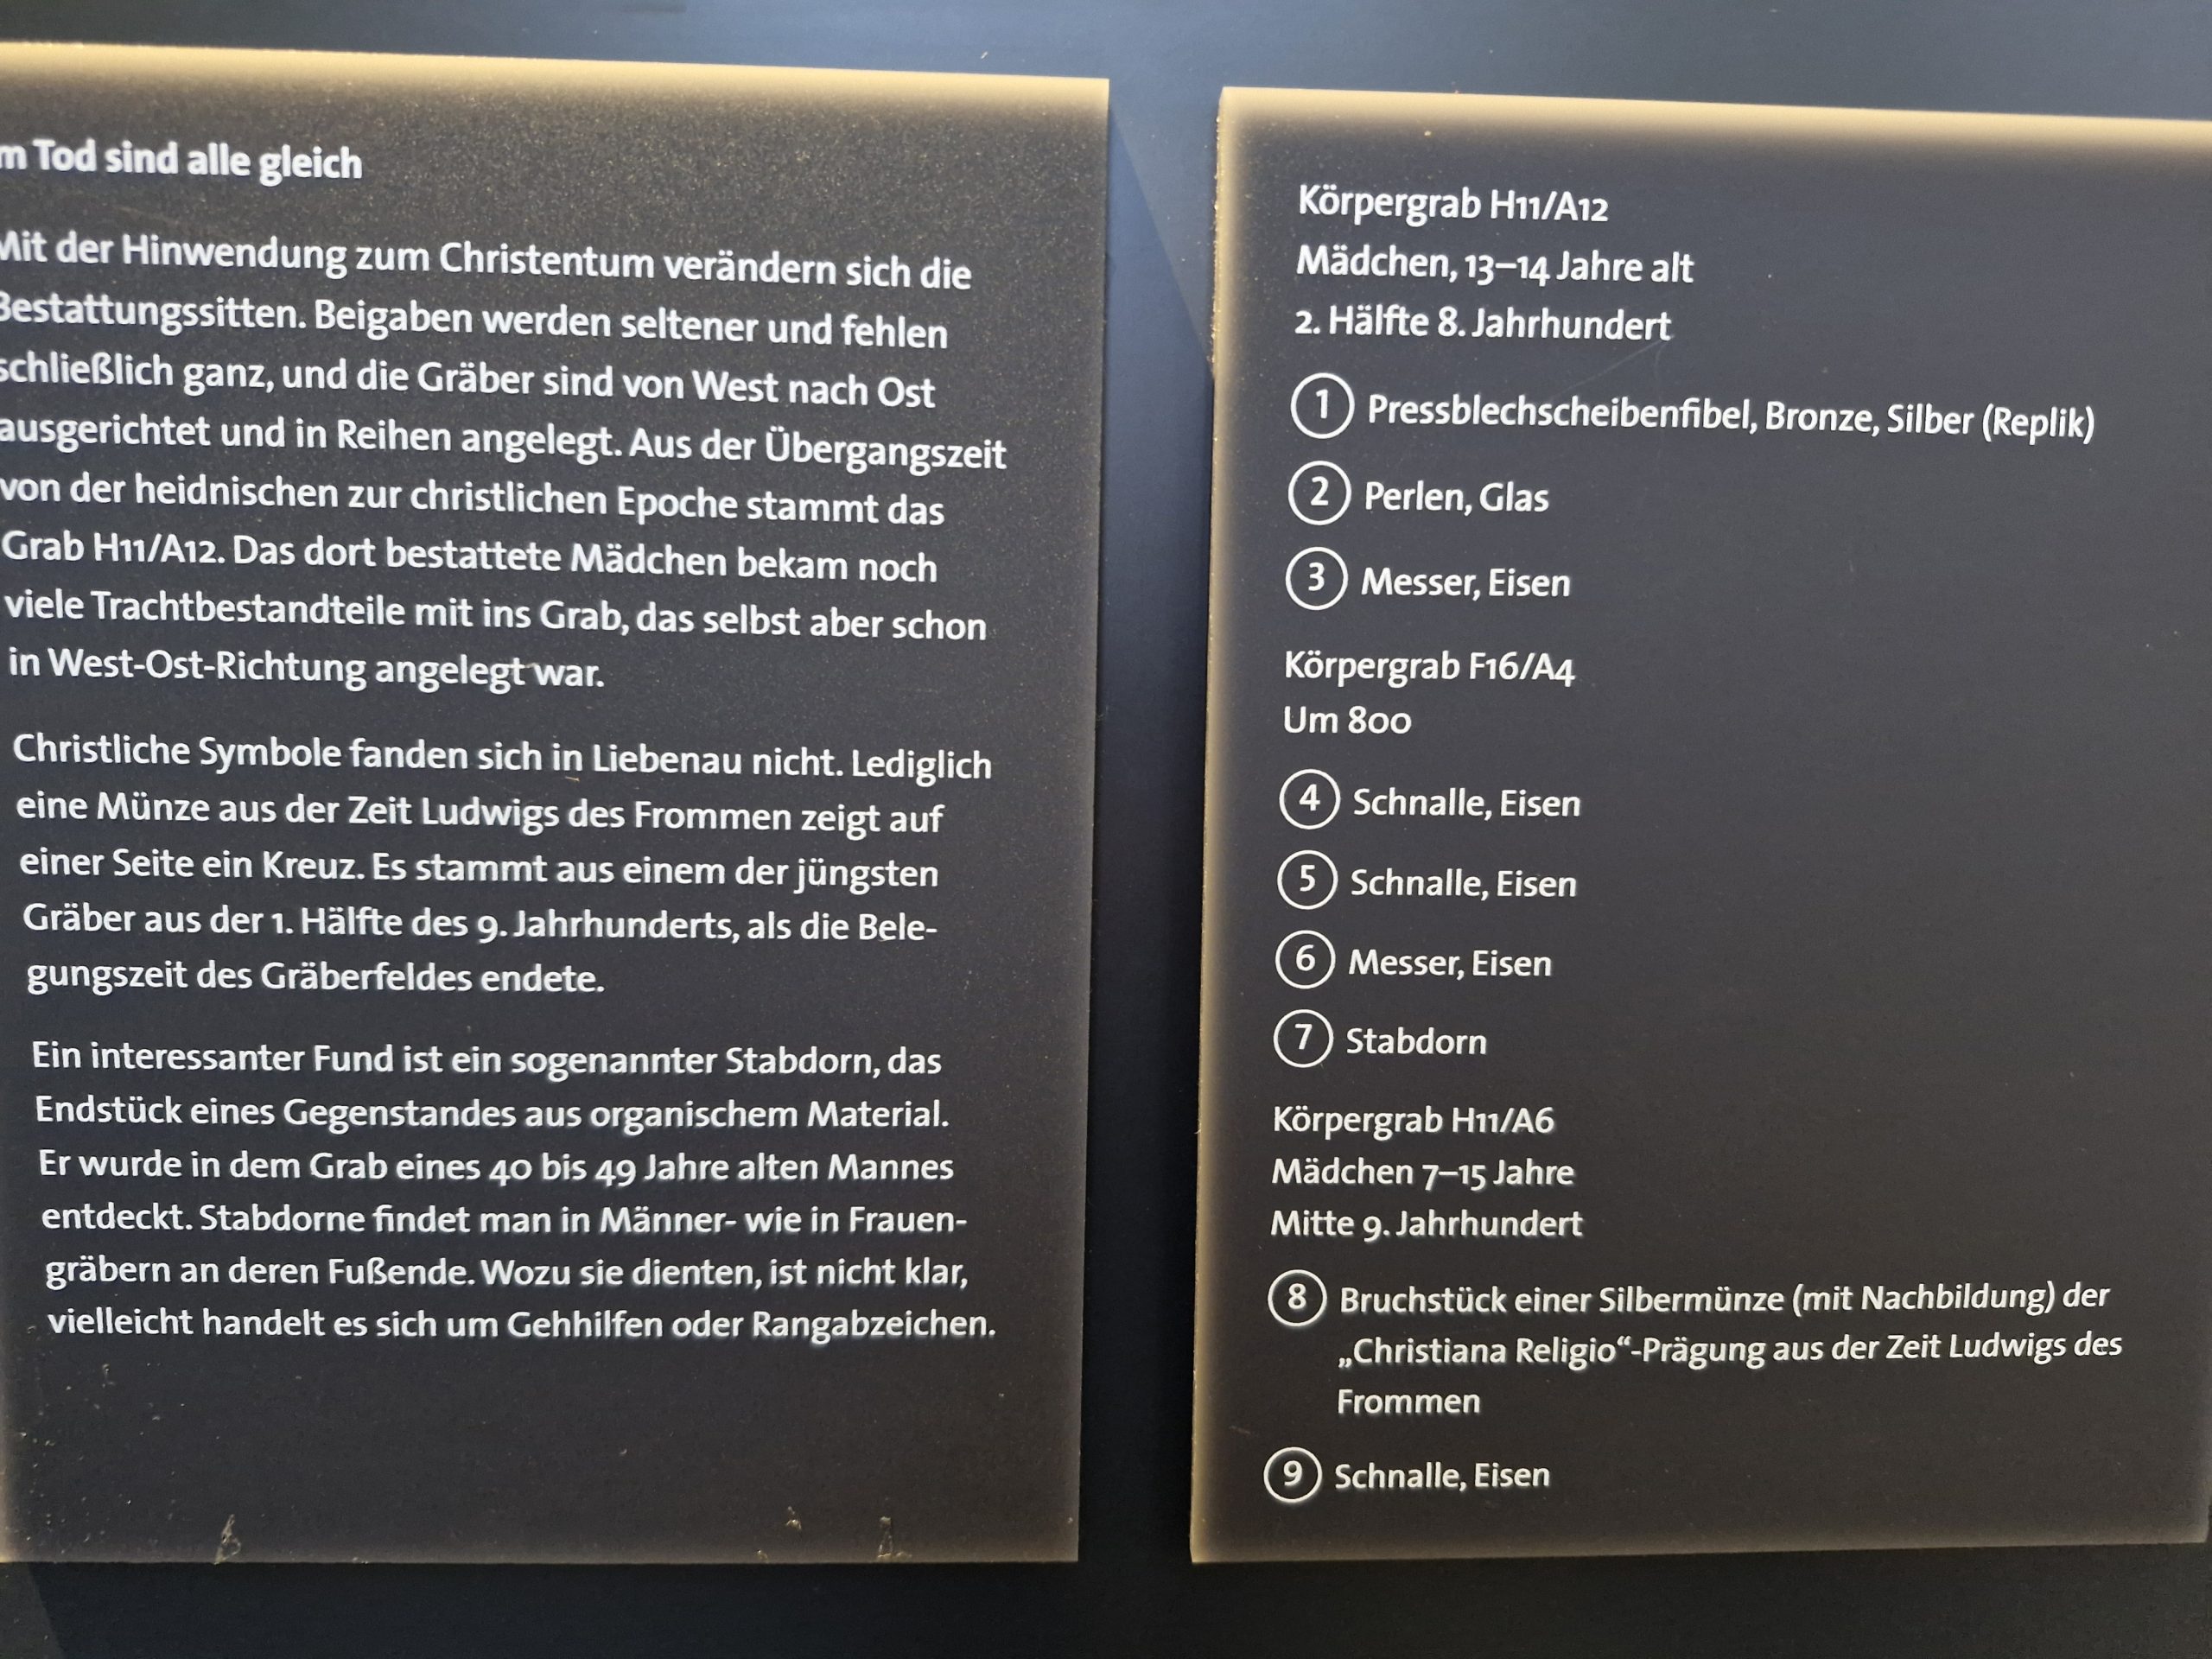 m Tod sind alle gleich
Mit der Hinwendung zum Christentum verändern sich die
Bestattungssitten. Beigaben werden seltener und fehlen
schließlich ganz, und die Gräber sind von West nach Ost
ausgerichtet und in Reihen angelegt. Aus der Übergangszeit
von der heidnischen zur christlichen Epoche stammt das
Grab H11/A12. Das dort bestattete Mädchen bekam noch
viele Trachtbestandteile mit ins Grab, das selbst aber schon
in West-Ost-Richtung angelegt war.
Christliche Symbole fanden sich in Liebenau nicht. Lediglich
eine Münze aus der Zeit Ludwigs des Frommen zeigt auf
einer Seite ein Kreuz. Es stammt aus einem der jüngsten
Gräber aus der 1. Hälfte des 9. Jahrhunderts, als die Bele-
gungszeit des Gräberfeldes endete.
Ein interessanter Fund ist ein sogenannter Stabdorn, das
Endstück eines Gegenstandes aus organischem Material.
Er wurde in dem Grab eines 40 bis 49 Jahre alten Mannes
entdeckt. Stabdorne findet man in Männer- wie in Frauen-
gräbern an deren Fußende. Wozu sie dienten, ist nicht klar,
vielleicht handelt es sich um Gehhilfen oder Rangabzeichen.
Körpergrab H11/A12
Mädchen, 13–14 Jahre alt
2. Hälfte 8. Jahrhundert
1 Pressblechscheibenfibel, Bronze, Silber (Replik)
2 Perlen, Glas
3 Messer, Eisen
Körpergrab F16/A4
Um 800
4 Schnalle, Eisen
5 Schnalle, Eisen
6 Messer, Eisen
7 Stabdorn
Körpergrab H11/A6
Mädchen 7–15 Jahre
Mitte 9. Jahrhundert
8 Bruchstück einer Silbermünze (mit Nachbildung) der
„Christiana Religio“-Prägung aus der Zeit Ludwigs des
Frommen
9 Schnalle, Eisen